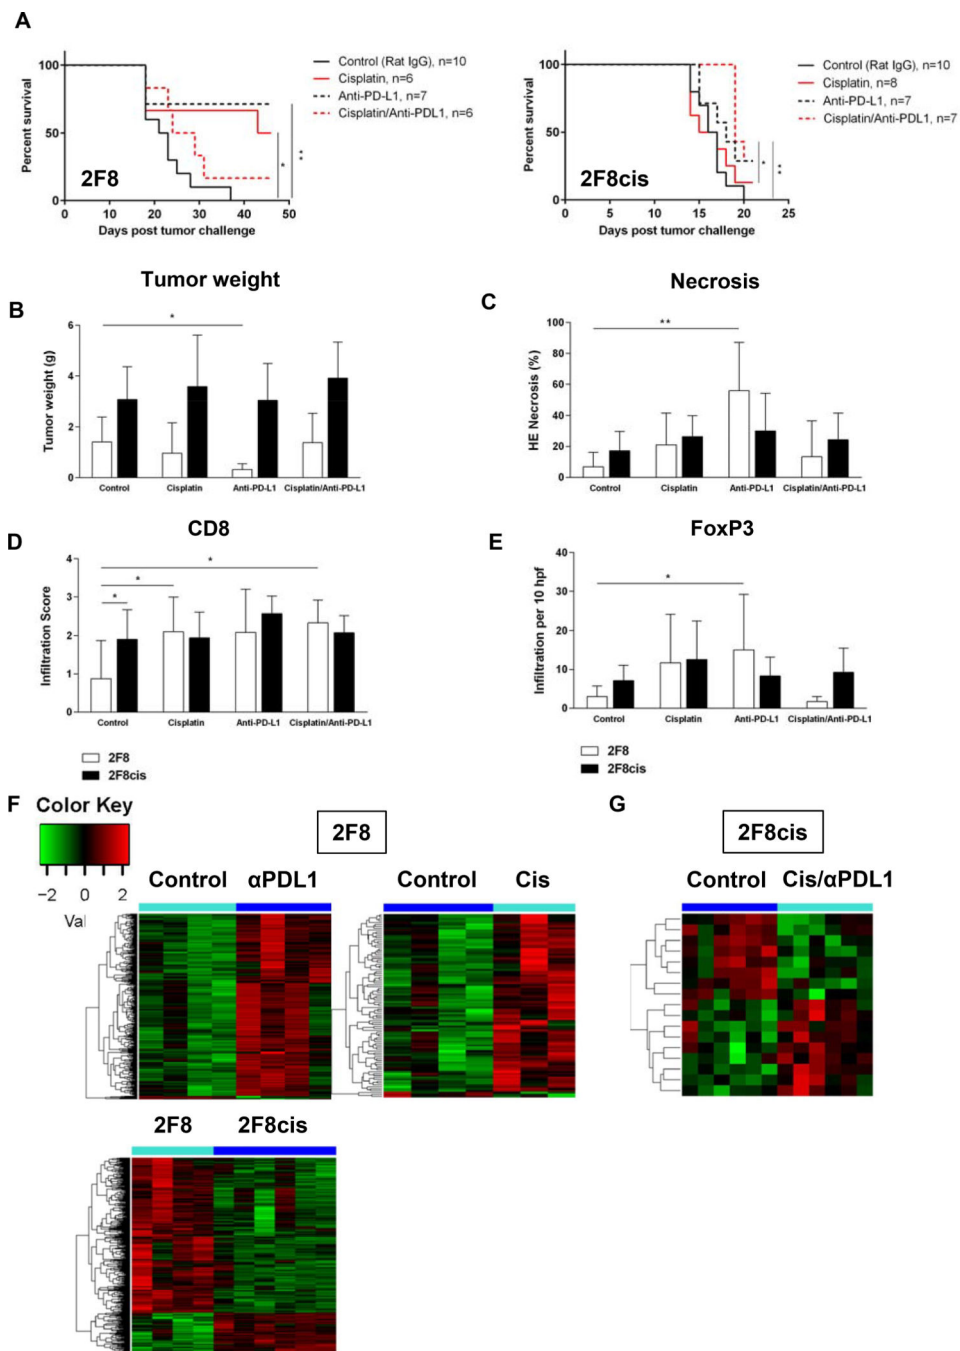 A
Percent survival
100
50
0
0 10 20 30 40 50
Days post tumor challenge
2F8
Control (Rat IgG), n=10
Cisplatin, n=6
Anti-PD-L1, n=7
Cisplatin/Anti-PDL1, n=6
*
**
Percent survival
100
50
0
0 5 10 15 20 25
Days post tumor challenge
2F8cis
Control (Rat IgG), n=10
Cisplatin, n=8
Anti-PD-L1, n=7
Cisplatin/Anti-PDL1, n=7
*
**
B
Tumor weight
Tumor weight (g)
6
4
2
0
*
Control Cisplatin Anti-PD-L1 Cisplatin/Anti-PD-L1
C
Necrosis
HE Necrosis (%)
100
80
60
40
20
0
**
Control Cisplatin Anti-PD-L1 Cisplatin/Anti-PD-L1
D
CD8
Infiltration Score
4
3
2
1
0
*
*
*
Control Cisplatin Anti-PD-L1 Cisplatin/Anti-PD-L1
2F8
2F8cis
E
FoxP3
Infiltration per 10 hpf
40
30
20
10
0
*
Control Cisplatin Anti-PD-L1 Cisplatin/Anti-PD-L1
2F8
2F8cis
F
Color Key
−2 0 2
Val
2F8
Control αPDL1
Control Cis
2F8 2F8cis
G
2F8cis
Control Cis/αPDL1